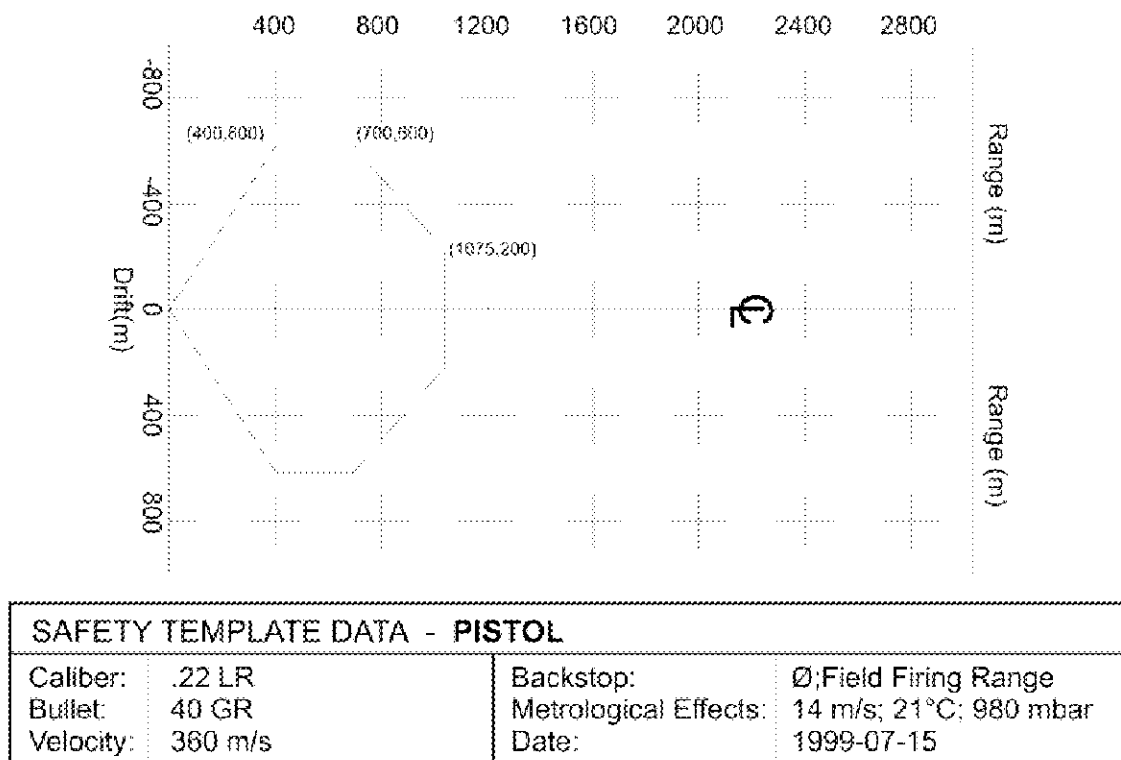 400 800 1200 1600 2000 2400 2800
-800
(400,600) (700,600)
-400
(1075,200)
0
400
800
Drift(m)
Range (m)
Range (m)
SAFETY TEMPLATE DATA - PISTOL
Caliber: .22 LR
Bullet: 40 GR
Velocity: 360 m/s
Backstop: Ø;Field Firing Range
Metrological Effects: 14 m/s; 21°C; 980 mbar
Date: 1999-07-15